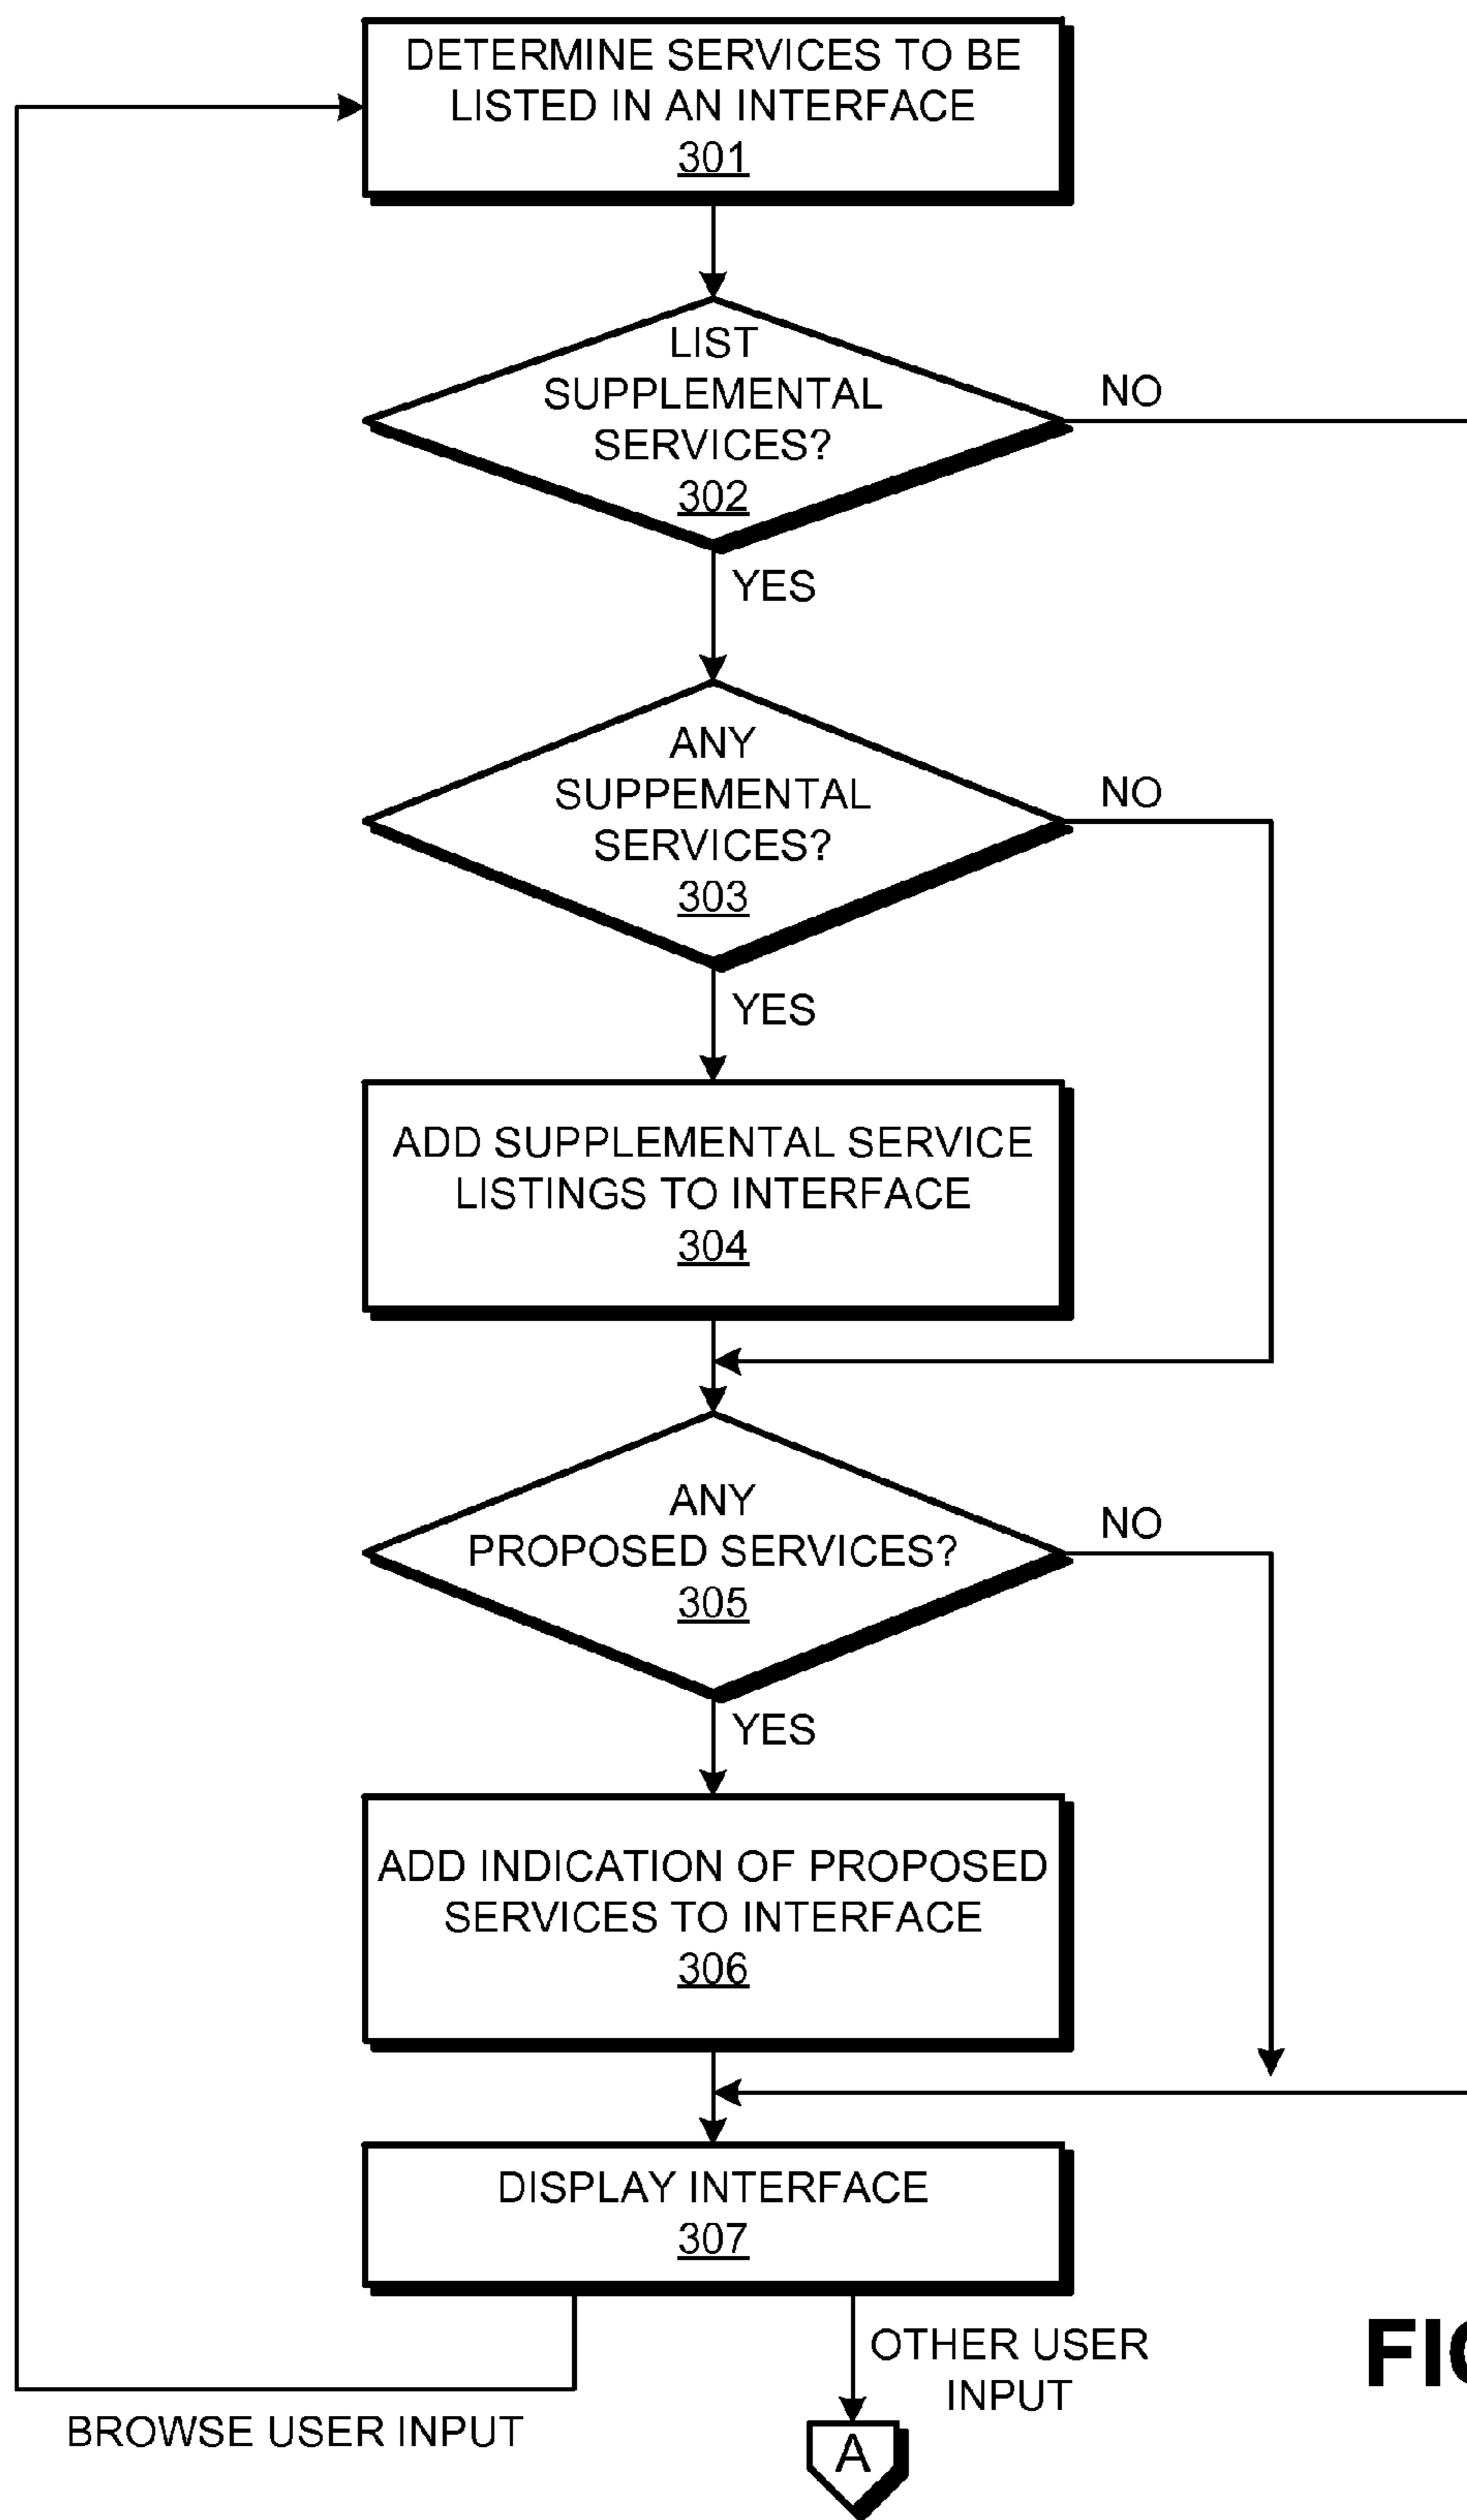 DETERMINE SERVICES TO BE
LISTED IN AN INTERFACE
301
LIST
SUPPLEMENTAL
SERVICES?
302
NO
YES
ANY
SUPPEMENTAL
SERVICES?
303
NO
YES
ADD SUPPLEMENTAL SERVICE
LISTINGS TO INTERFACE
304
ANY
PROPOSED SERVICES?
305
NO
YES
ADD INDICATION OF PROPOSED
SERVICES TO INTERFACE
306
DISPLAY INTERFACE
307
OTHER USER
INPUT
BROWSE USER INPUT
A